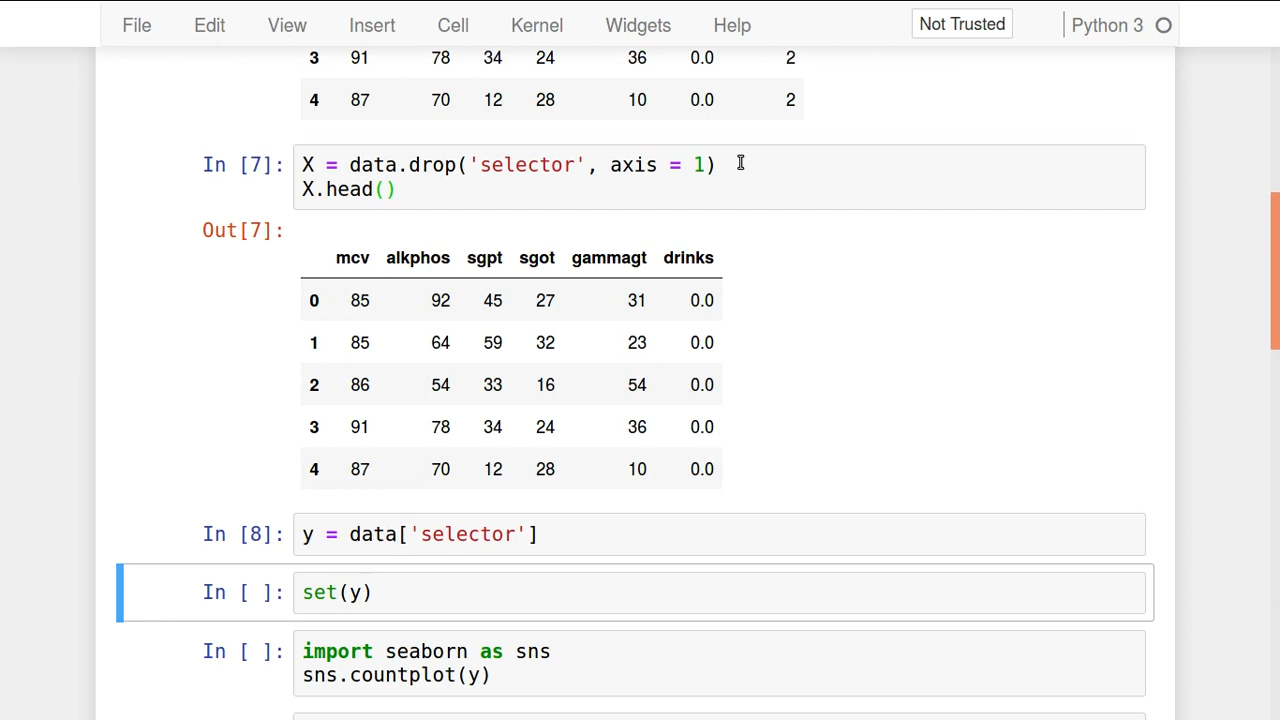 File Edit View Insert Cell Kernel Widgets Help Not Trusted Python 3
3 91 78 34 24 36 0.0 2
4 87 70 12 28 10 0.0 2
In [7]: X = data.drop('selector', axis = 1)
X.head()
Out[7]:
mcv alkphos sgpt sgot gammagt drinks
0 85 92 45 27 31 0.0
1 85 64 59 32 23 0.0
2 86 54 33 16 54 0.0
3 91 78 34 24 36 0.0
4 87 70 12 28 10 0.0
In [8]: y = data['selector']
In [ ]: set(y)
In [ ]: import seaborn as sns
sns.countplot(y)